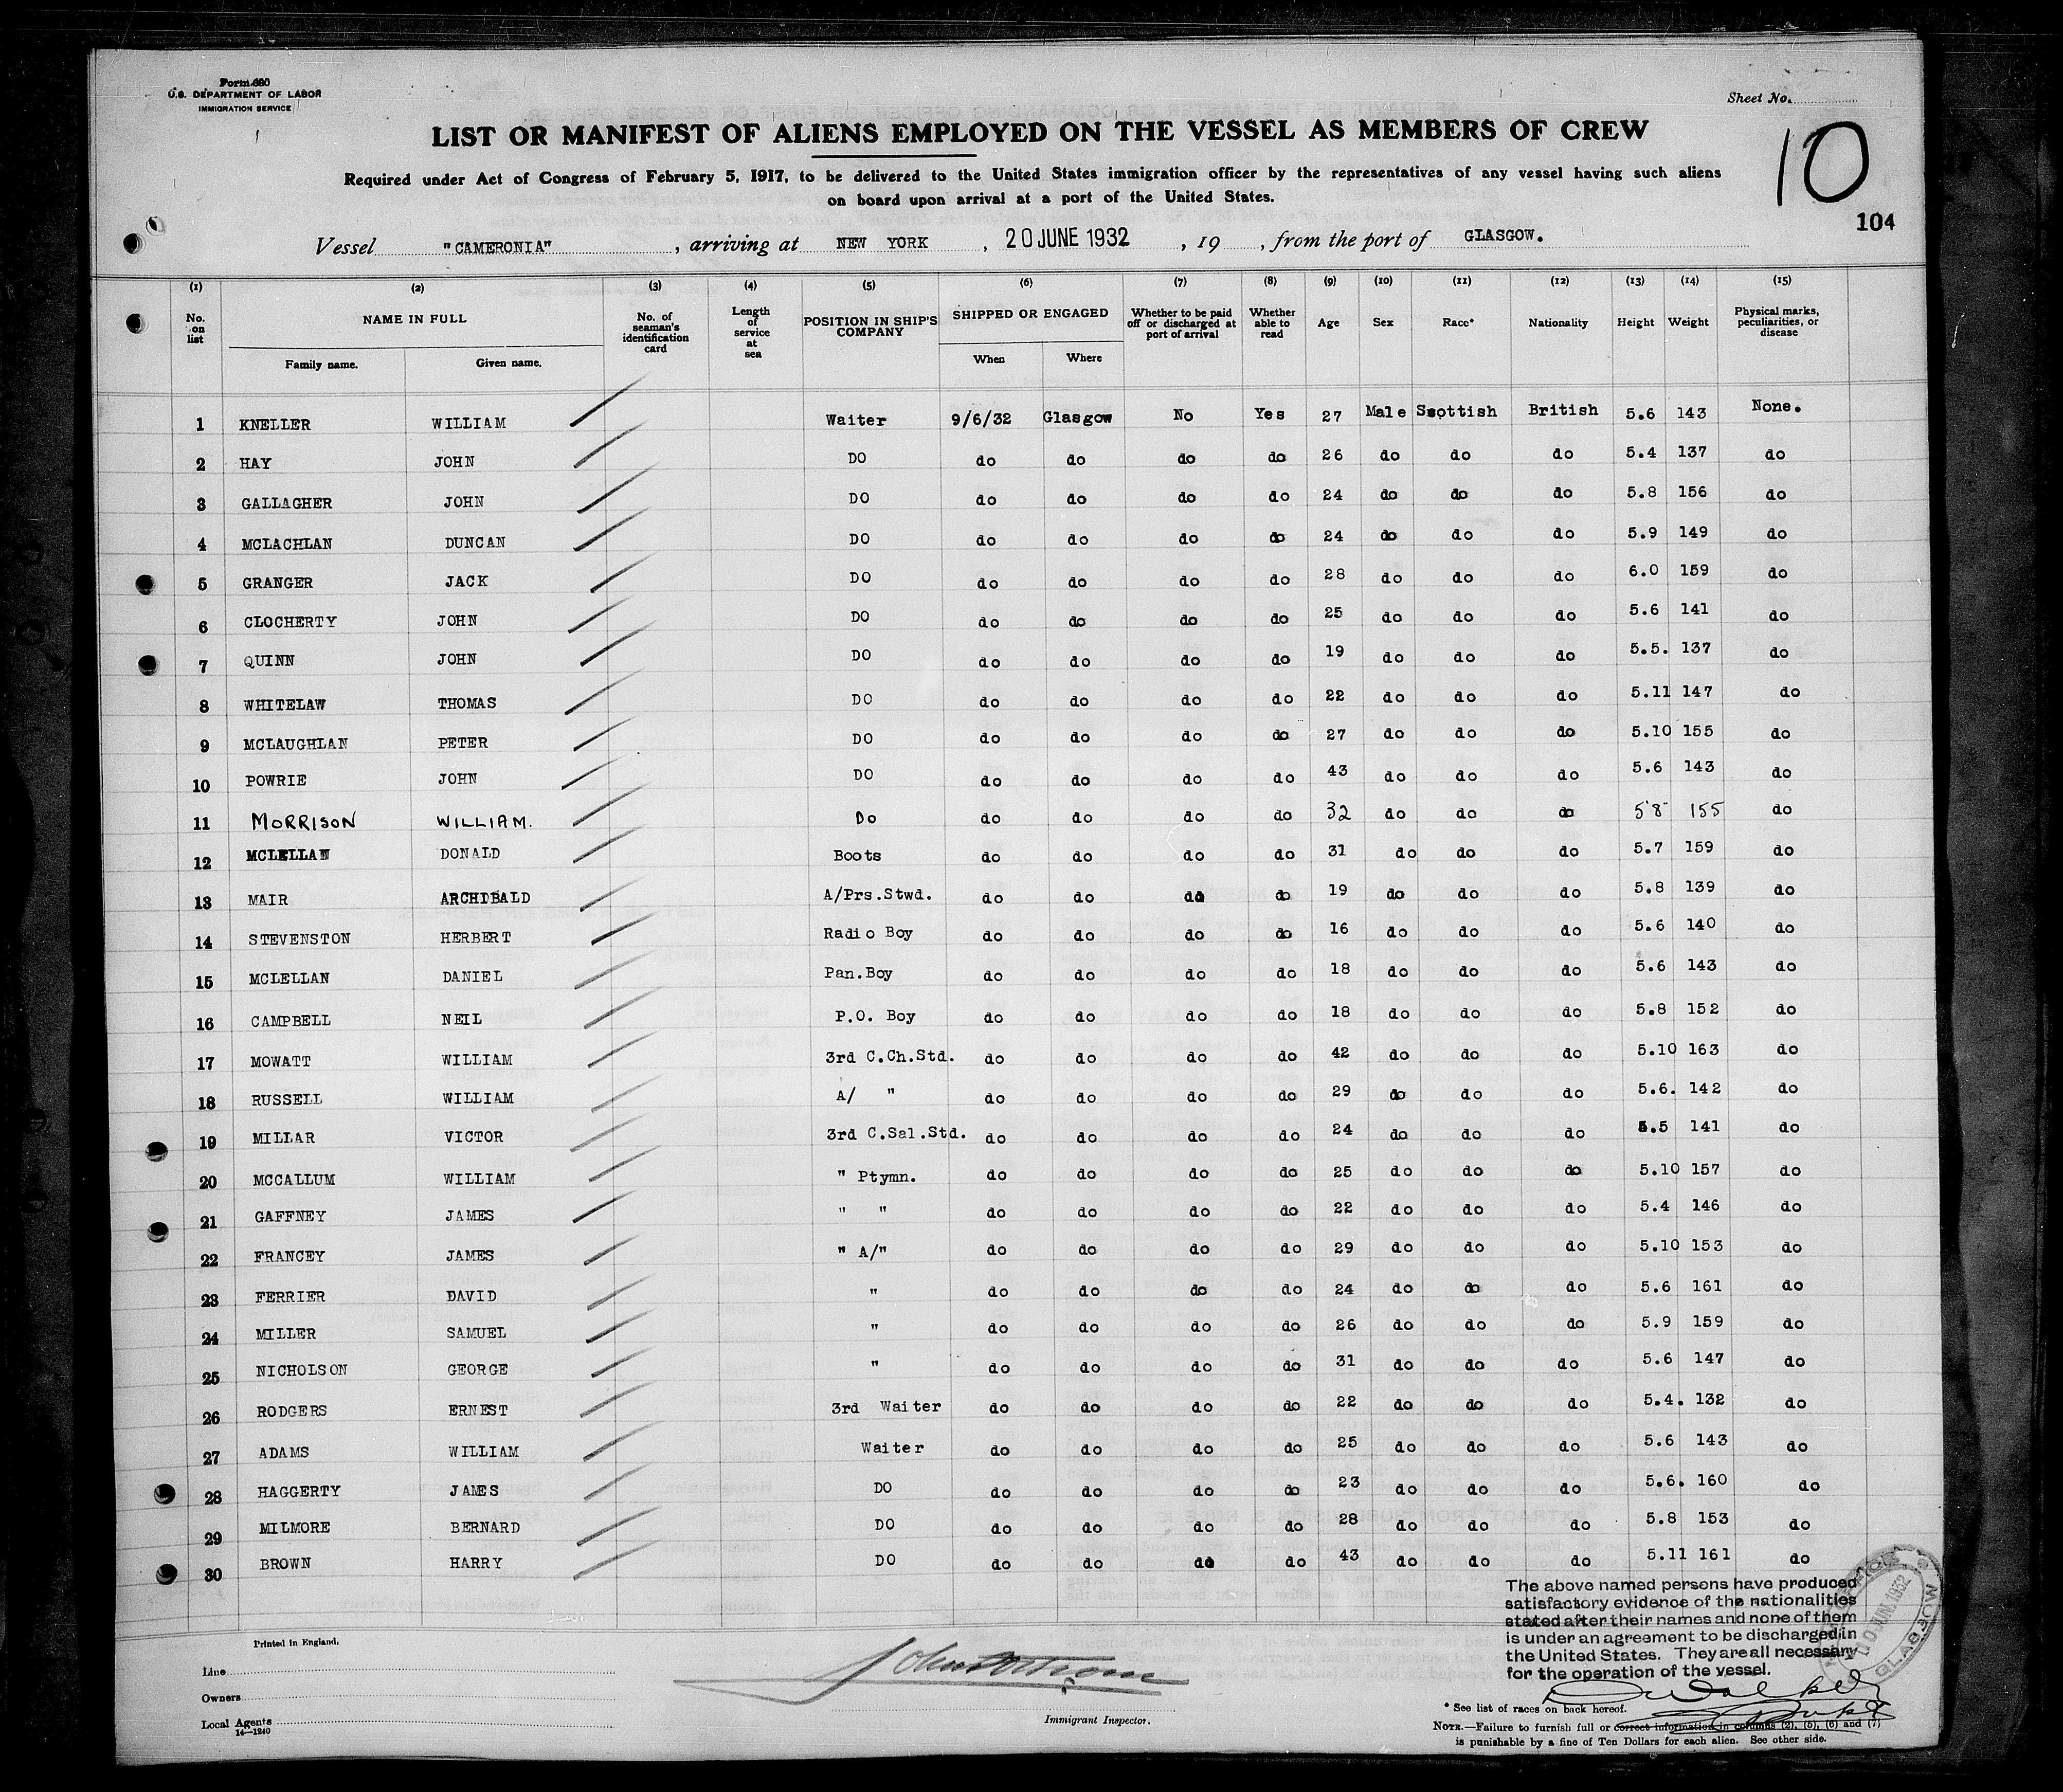 Form 680
U.S. DEPARTMENT OF LABOR
IMMIGRATION SERVICE
Sheet No.
LIST OR MANIFEST OF ALIENS EMPLOYED ON THE VESSEL AS MEMBERS OF CREW
10
Required under Act of Congress of February 5, 1917, to be delivered to the United States immigration officer by the representatives of any vessel having such aliens
on board upon arrival at a port of the United States.
104
Vessel "CAMERONIA", arriving at NEW YORK, 20 JUNE 1932, 19 , from the port of GLASGOW.
(1) (2) (3) (4) (5) (6) (7) (8) (9) (10) (11) (12) (13) (14) (15)
No. on list NAME IN FULL Family name. Given name. No. of seaman's identification card Length of service at sea POSITION IN SHIP'S COMPANY SHIPPED OR ENGAGED When Where Whether to be paid off or discharged at port of arrival Whether able to read Age Sex Race* Nationality Height Weight Physical marks, peculiarities, or disease
1 KNELLER WILLIAM Waiter 9/6/32 Glasgow No Yes 27 Male Scottish British 5.6 143 None.
2 HAY JOHN DO do do do do 26 do do do 5.4 137 do
3 GALLAGHER JOHN DO do do do do 24 do do do 5.8 156 do
4 MCLACHLAN DUNCAN DO do do do do 24 do do do 5.9 149 do
5 GRANGER JACK DO do do do do 28 do do do 6.0 159 do
6 CLOCHERTY JOHN DO do do do do 25 do do do 5.6 141 do
7 QUINN JOHN DO do do do do 19 do do do 5.5. 137 do
8 WHITELAW THOMAS DO do do do do 22 do do do 5.11 147 do
9 MCLAUGHLAN PETER DO do do do do 27 do do do 5.10 155 do
10 POWRIE JOHN DO do do do do 43 do do do 5.6 143 do
11 MORRISON WILLIAM. Do do do do do 32 do do do 5'8" 155 do
12 MCLELLAN DONALD Boots do do do do 31 do do do 5.7 159 do
13 MAIR ARCHIBALD A/Prs.Stwd. do do do do 19 do do do 5.8 139 do
14 STEVENSTON HERBERT Radio Boy do do do do 16 do do do 5.6 140 do
15 MCLELLAN DANIEL Pan.Boy do do do do 18 do do do 5.6 143 do
16 CAMPBELL NEIL P.O. Boy do do do do 18 do do do 5.8 152 do
17 MOWATT WILLIAM 3rd C.Ch.Std. do do do do 42 do do do 5.10 163 do
18 RUSSELL WILLIAM A/ " do do do do 29 do do do 5.6. 142 do
19 MILLAR VICTOR 3rd C.Sal.Std. do do do do 24 do do do 5.5 141 do
20 MCCALLUM WILLIAM " Ptymn. do do do do 25 do do do 5.10 157 do
21 GAFFNEY JAMES " " do do do do 22 do do do 5.4 146 do
22 FRANCEY JAMES " A/" do do do do 29 do do do 5.10 153 do
23 FERRIER DAVID " do do do do 24 do do do 5.6 161 do
24 MILLER SAMUEL " do do do do 26 do do do 5.9 159 do
25 NICHOLSON GEORGE " do do do do 31 do do do 5.6 147 do
26 RODGERS ERNEST 3rd Waiter do do do do 22 do do do 5.4. 132 do
27 ADAMS WILLIAM Waiter do do do do 25 do do do 5.6 143 do
28 HAGGERTY JAMES DO do do do do 23 do do do 5.6. 160 do
29 MILMORE BERNARD DO do do do do 28 do do do 5.8 153 do
30 BROWN HARRY DO do do do do 43 do do do 5.11 161 do
The above named persons have produced
satisfactory evidence of the nationalities
stated after their names and none of them
is under an agreement to be discharged in
the United States. They are all necessary
for the operation of the vessel.
10 JUN 1932
GLASGOW
Printed in England.
Line
Owners
Local Agents
14—1240
Immigrant Inspector.
* See list of races on back hereof.
NOTE.—Failure to furnish full or correct information in columns (2), (5), (6) and (7)
is punishable by a fine of Ten Dollars for each alien. See other side.